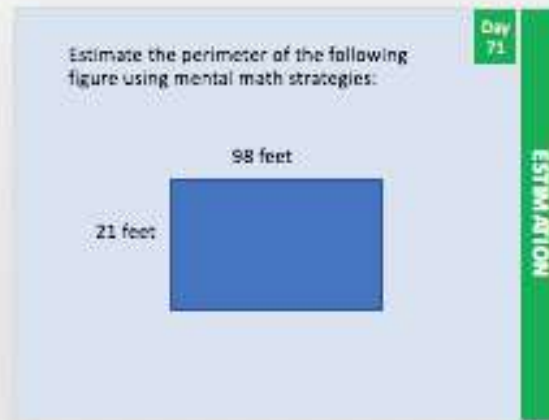 Day
71
Estimate the perimeter of the following
figure using mental math strategies:
98 feet
21 feet
ESTIMATION